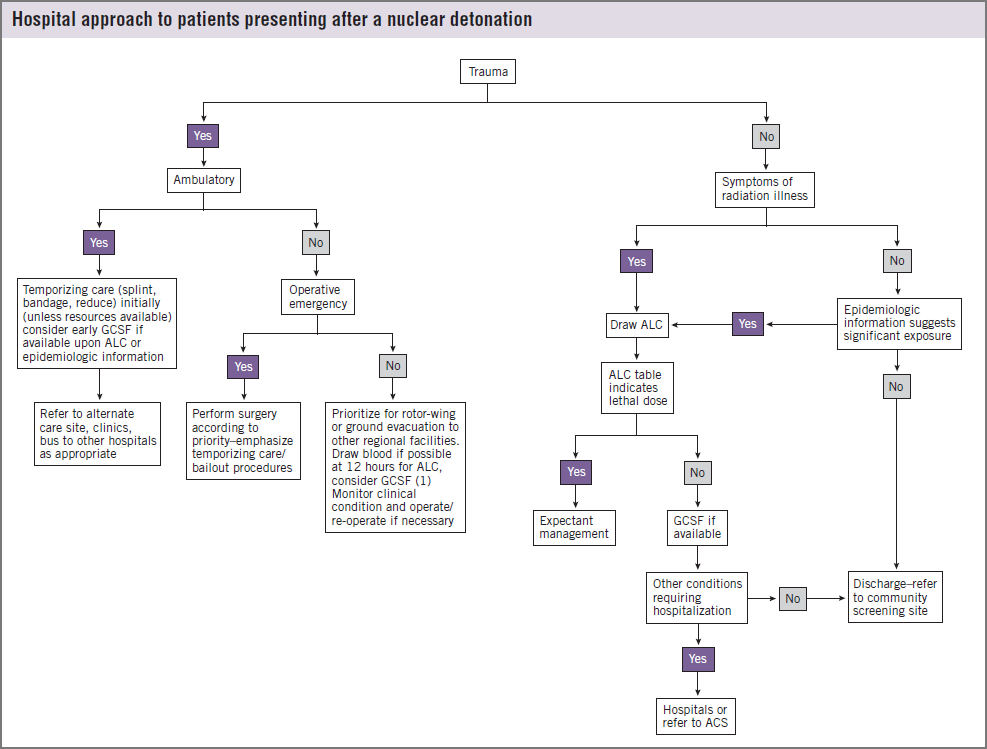 Hospital approach to patients presenting after a nuclear detonation
Trauma
Yes
No
Ambulatory
Symptoms of
radiation illness
Yes
No
Yes
No
Temporizing care (splint,
bandage, reduce) initially
(unless resources available)
consider early GCSF if
available upon ALC or
epidemiologic information
Operative
emergency
Draw ALC
Yes
Epidemiologic
information suggests
significant exposure
Yes
No
ALC table
indicates
lethal dose
No
Refer to alternate
care site, clinics,
bus to other hospitals
as appropriate
Perform surgery
according to
priority–emphasize
temporizing care/
bailout procedures
Prioritize for rotor-wing
or ground evacuation to
other regional facilities.
Draw blood if possible
at 12 hours for ALC,
consider GCSF (1)
Monitor clinical
condition and operate/
re-operate if necessary
Yes
No
Expectant
management
GCSF if
available
Other conditions
requiring
hospitalization
No
Discharge–refer
to community
screening site
Yes
Hospitals or
refer to ACS